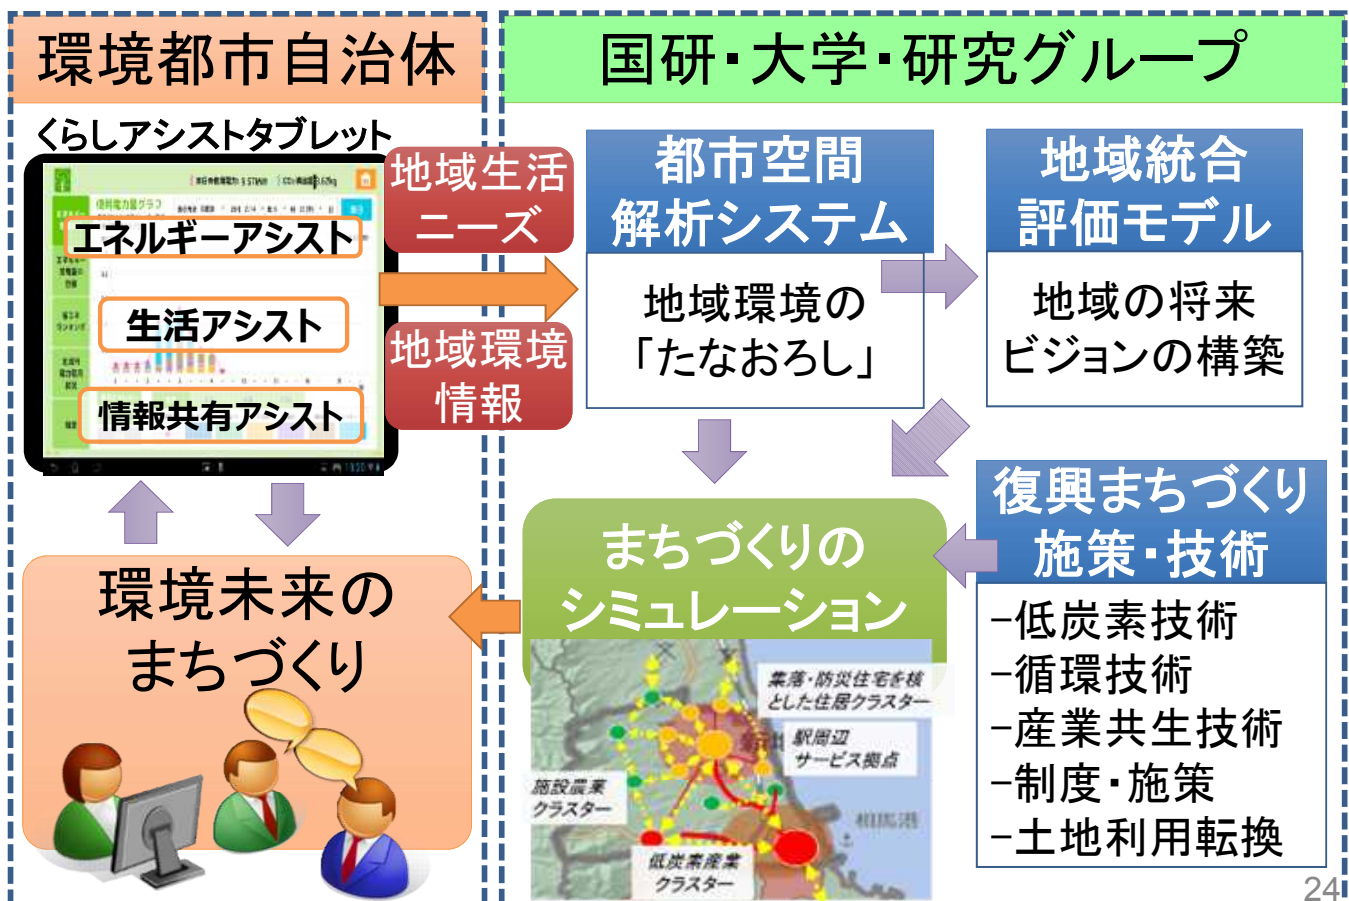 環境都市自治体
くらしアシストタブレット
エネルギーアシスト
生活アシスト
情報共有アシスト
地域生活
ニーズ
地域環境
情報
環境未来の
まちづくり
国研・大学・研究グループ
都市空間
解析システム
地域環境の
「たなおろし」
地域統合
評価モデル
地域の将来
ビジョンの構築
まちづくりの
シミュレーション
集落・防災住宅を核
とした住居クラスター
駅周辺
サービス拠点
施設農業
クラスター
低炭素産業
クラスター
復興まちづくり
施策・技術
-低炭素技術
-循環技術
-産業共生技術
-制度・施策
-土地利用転換
24